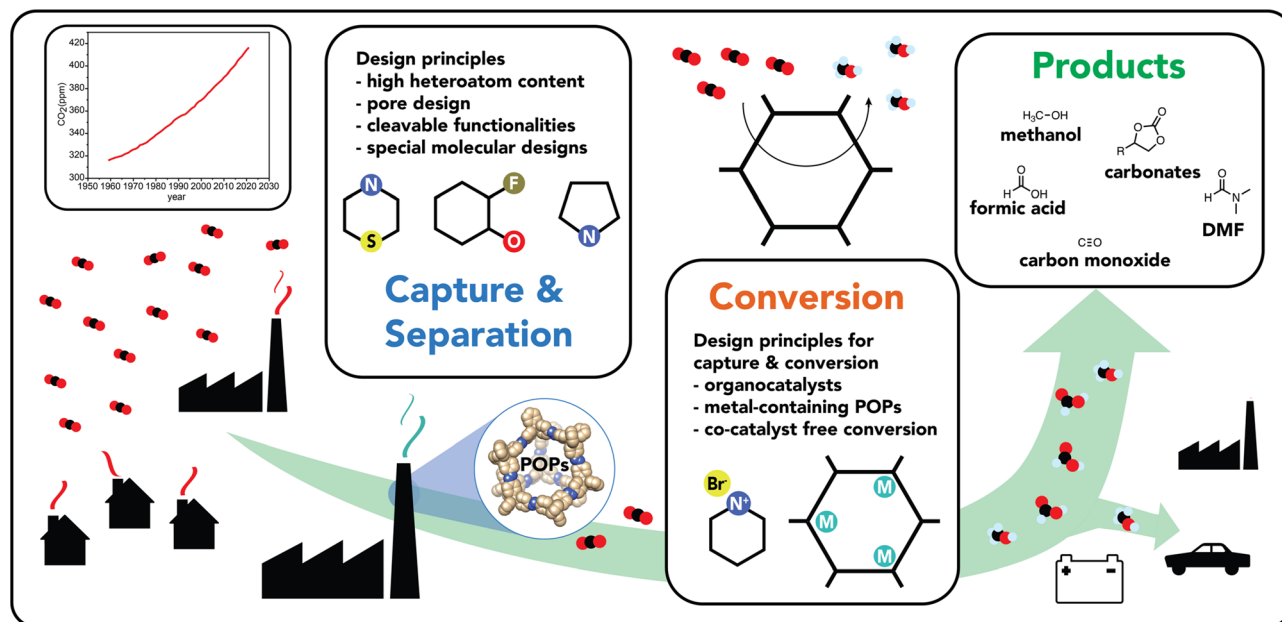 420
400
380
360
340
320
300
CO2(ppm)
1950 1960 1970 1980 1990 2000 2010 2020 2030
year
Design principles
- high heteroatom content
- pore design
- cleavable functionalities
- special molecular designs
N
S
F
O
N
Capture &
Separation
POPs
Conversion
Design principles for
capture & conversion
- organocatalysts
- metal-containing POPs
- co-catalyst free conversion
Br-
N+
M
M
M
Products
H3C-OH
methanol
O
O
O
R
carbonates
O
H
OH
formic acid
O
H
N
DMF
C≡O
carbon monoxide
+ -